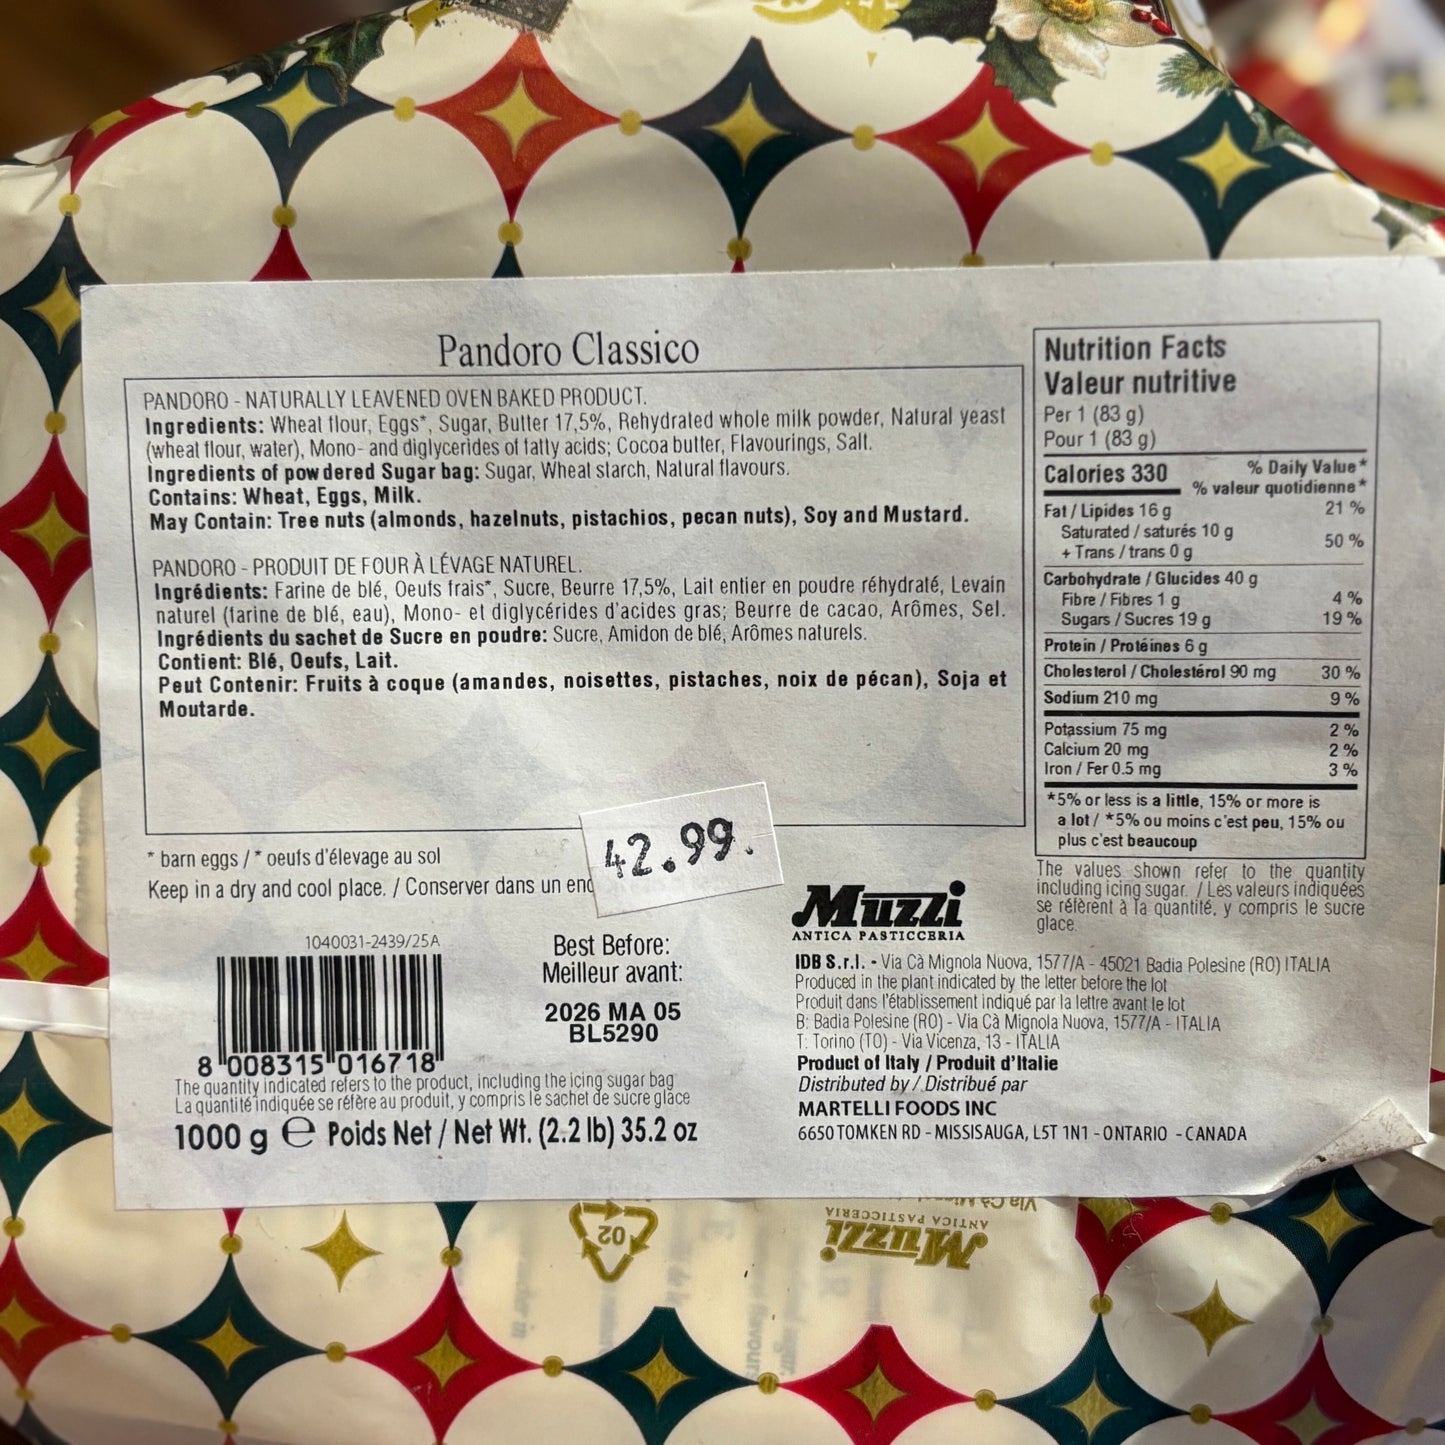 Pandoro Classico
PANDORO - NATURALLY LEAVENED OVEN BAKED PRODUCT.
Ingredients: Wheat flour, Eggs*, Sugar, Butter 17,5%, Rehydrated whole milk powder, Natural yeast
(wheat flour, water), Mono- and diglycerides of fatty acids; Cocoa butter, Flavourings, Salt.
Ingredients of powdered Sugar bag: Sugar, Wheat starch, Natural flavours.
Contains: Wheat, Eggs, Milk.
May Contain: Tree nuts (almonds, hazelnuts, pistachios, pecan nuts), Soy and Mustard.
PANDORO - PRODUIT DE FOUR À LÉVAGE NATUREL.
Ingrédients: Farine de blé, Oeufs frais*, Sucre, Beurre 17,5%, Lait entier en poudre réhydraté, Levain
naturel (farine de blé, eau), Mono- et diglycérides d'acides gras; Beurre de cacao, Arômes, Sel.
Ingrédients du sachet de Sucre en poudre: Sucre, Amidon de blé, Arômes naturels.
Contient: Blé, Oeufs, Lait.
Peut Contenir: Fruits à coque (amandes, noisettes, pistaches, noix de pécan), Soja et
Moutarde.
* barn eggs / * oeufs d'élevage au sol
Keep in a dry and cool place. / Conserver dans un
42.99.
1040031-2439/25A
8 008315 016718
Best Before:
Meilleur avant:
2026 MA 05
BL5290
The quantity indicated refers to the product, including the icing sugar bag
La quantité indiquée se réfère au produit, y compris le sachet de sucre glace
1000 g ℮ Poids Net / Net Wt. (2.2 lb) 35.2 oz
Nutrition Facts
Valeur nutritive
Per 1 (83 g)
Pour 1 (83 g)
Calories 330 % Daily Value*
% valeur quotidienne*
Fat / Lipides 16 g 21 %
Saturated / saturés 10 g
+ Trans / trans 0 g 50 %
Carbohydrate / Glucides 40 g
Fibre / Fibres 1 g 4 %
Sugars / Sucres 19 g 19 %
Protein / Protéines 6 g
Cholesterol / Cholestérol 90 mg 30 %
Sodium 210 mg 9 %
Potassium 75 mg 2 %
Calcium 20 mg 2 %
Iron / Fer 0.5 mg 3 %
*5% or less is a little, 15% or more is
a lot / *5% ou moins c'est peu, 15% ou
plus c'est beaucoup
The values shown refer to the quantity
including icing sugar. / Les valeurs indiquées
se réfèrent à la quantité, y compris le sucre
glace.
Muzzi
ANTICA PASTICCERIA
IDB S.r.l. - Via Cà Mignola Nuova, 1577/A - 45021 Badia Polesine (RO) ITALIA
Produced in the plant indicated by the letter before the lot
Produit dans l'établissement indiqué par la lettre avant le lot
B: Badia Polesine (RO) - Via Cà Mignola Nuova, 1577/A - ITALIA
T: Torino (TO) - Via Vicenza, 13 - ITALIA
Product of Italy / Produit d'Italie
Distributed by / Distribué par
MARTELLI FOODS INC
6650 TOMKEN RD - MISSISAUGA, L5T 1N1 - ONTARIO - CANADA
02
Muzzi
ANTICA PASTICCERIA